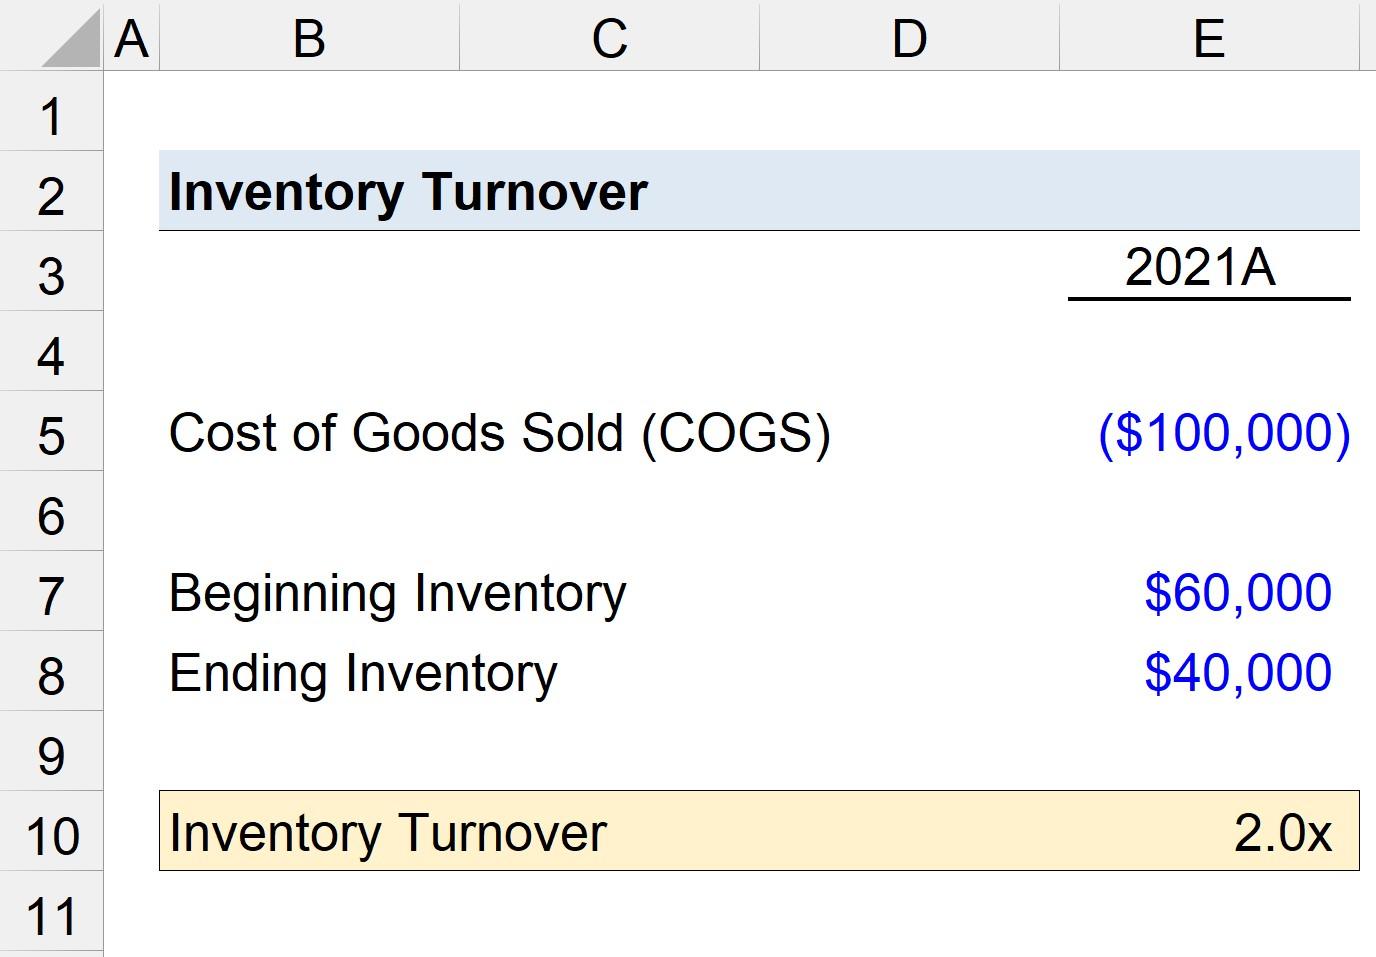 A B C D E
1
2 Inventory Turnover
3 2021A
4
5 Cost of Goods Sold (COGS) ($100,000)
6
7 Beginning Inventory $60,000
8 Ending Inventory $40,000
9
10 Inventory Turnover 2.0x
11